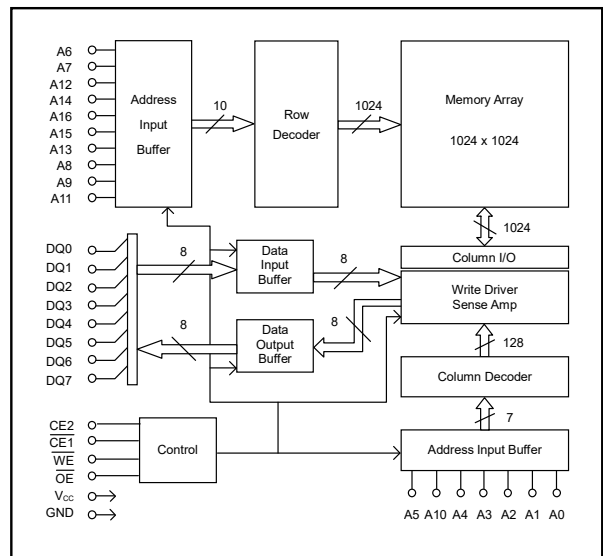 A6
A7
A12
A14
A16
A15
A13
A8
A9
A11
Address
Input
Buffer
10
Row
Decoder
1024
Memory Array
1024 x 1024
1024
DQ0
DQ1
DQ2
DQ3
DQ4
DQ5
DQ6
DQ7
8
Data
Input
Buffer
8
Column I/O
Write Driver
Sense Amp
8
Data
Output
Buffer
8
128
Column Decoder
7
Address Input Buffer
CE2
CE1
WE
OE
Control
Vcc
GND
A5 A10 A4 A3 A2 A1 A0